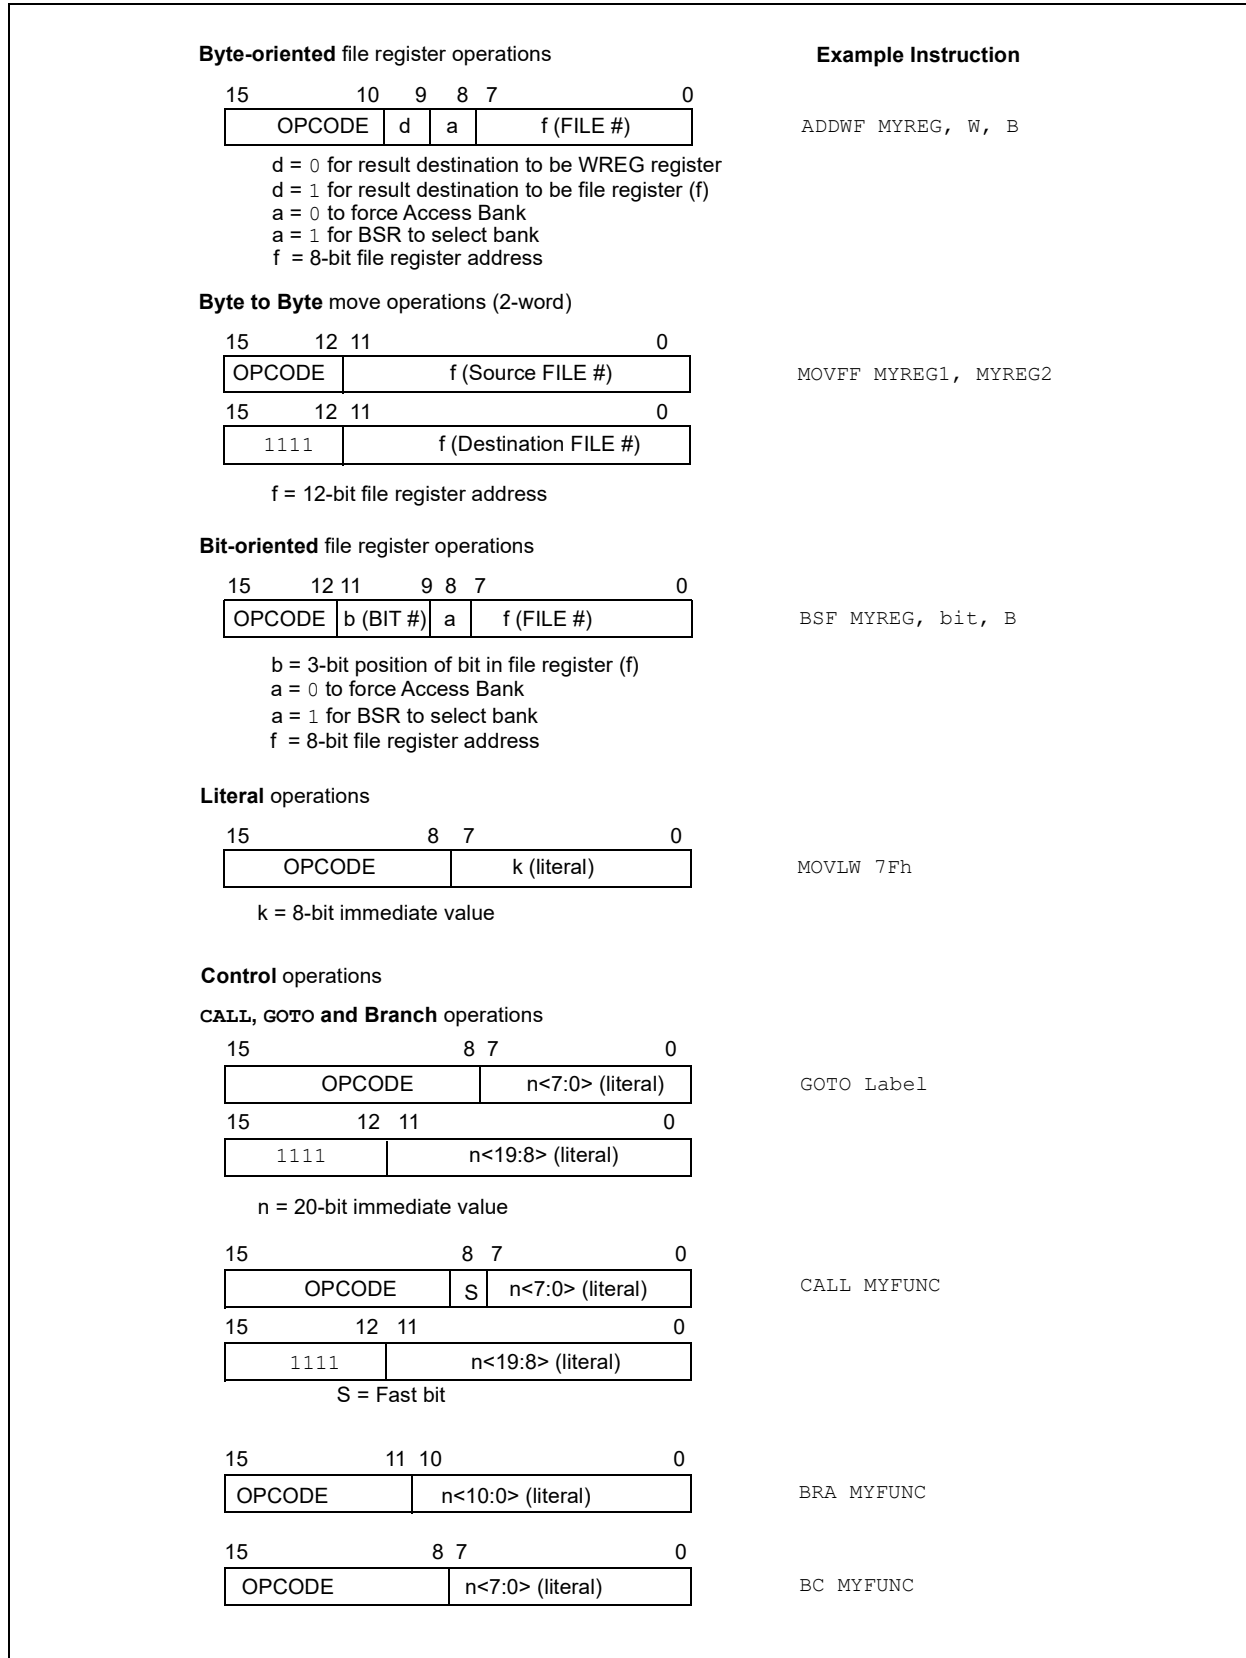 Byte-oriented file register operations Example Instruction
15 10 9 8 7 0
OPCODE d a f (FILE #) ADDWF MYREG, W, B
d = 0 for result destination to be WREG register
d = 1 for result destination to be file register (f)
a = 0 to force Access Bank
a = 1 for BSR to select bank
f = 8-bit file register address
Byte to Byte move operations (2-word)
15 12 11 0
OPCODE f (Source FILE #) MOVFF MYREG1, MYREG2
15 12 11 0
1111 f (Destination FILE #)
f = 12-bit file register address
Bit-oriented file register operations
15 12 11 9 8 7 0
OPCODE b (BIT #) a f (FILE #) BSF MYREG, bit, B
b = 3-bit position of bit in file register (f)
a = 0 to force Access Bank
a = 1 for BSR to select bank
f = 8-bit file register address
Literal operations
15 8 7 0
OPCODE k (literal) MOVLW 7Fh
k = 8-bit immediate value
Control operations
CALL, GOTO and Branch operations
15 8 7 0
OPCODE n<7:0> (literal) GOTO Label
15 12 11 0
1111 n<19:8> (literal)
n = 20-bit immediate value
15 8 7 0
OPCODE S n<7:0> (literal) CALL MYFUNC
15 12 11 0
1111 n<19:8> (literal)
S = Fast bit
15 11 10 0
OPCODE n<10:0> (literal) BRA MYFUNC
15 8 7 0
OPCODE n<7:0> (literal) BC MYFUNC